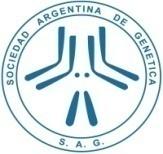 SOCIEDAD ARGENTINA DE GENETICA
S. A. G.